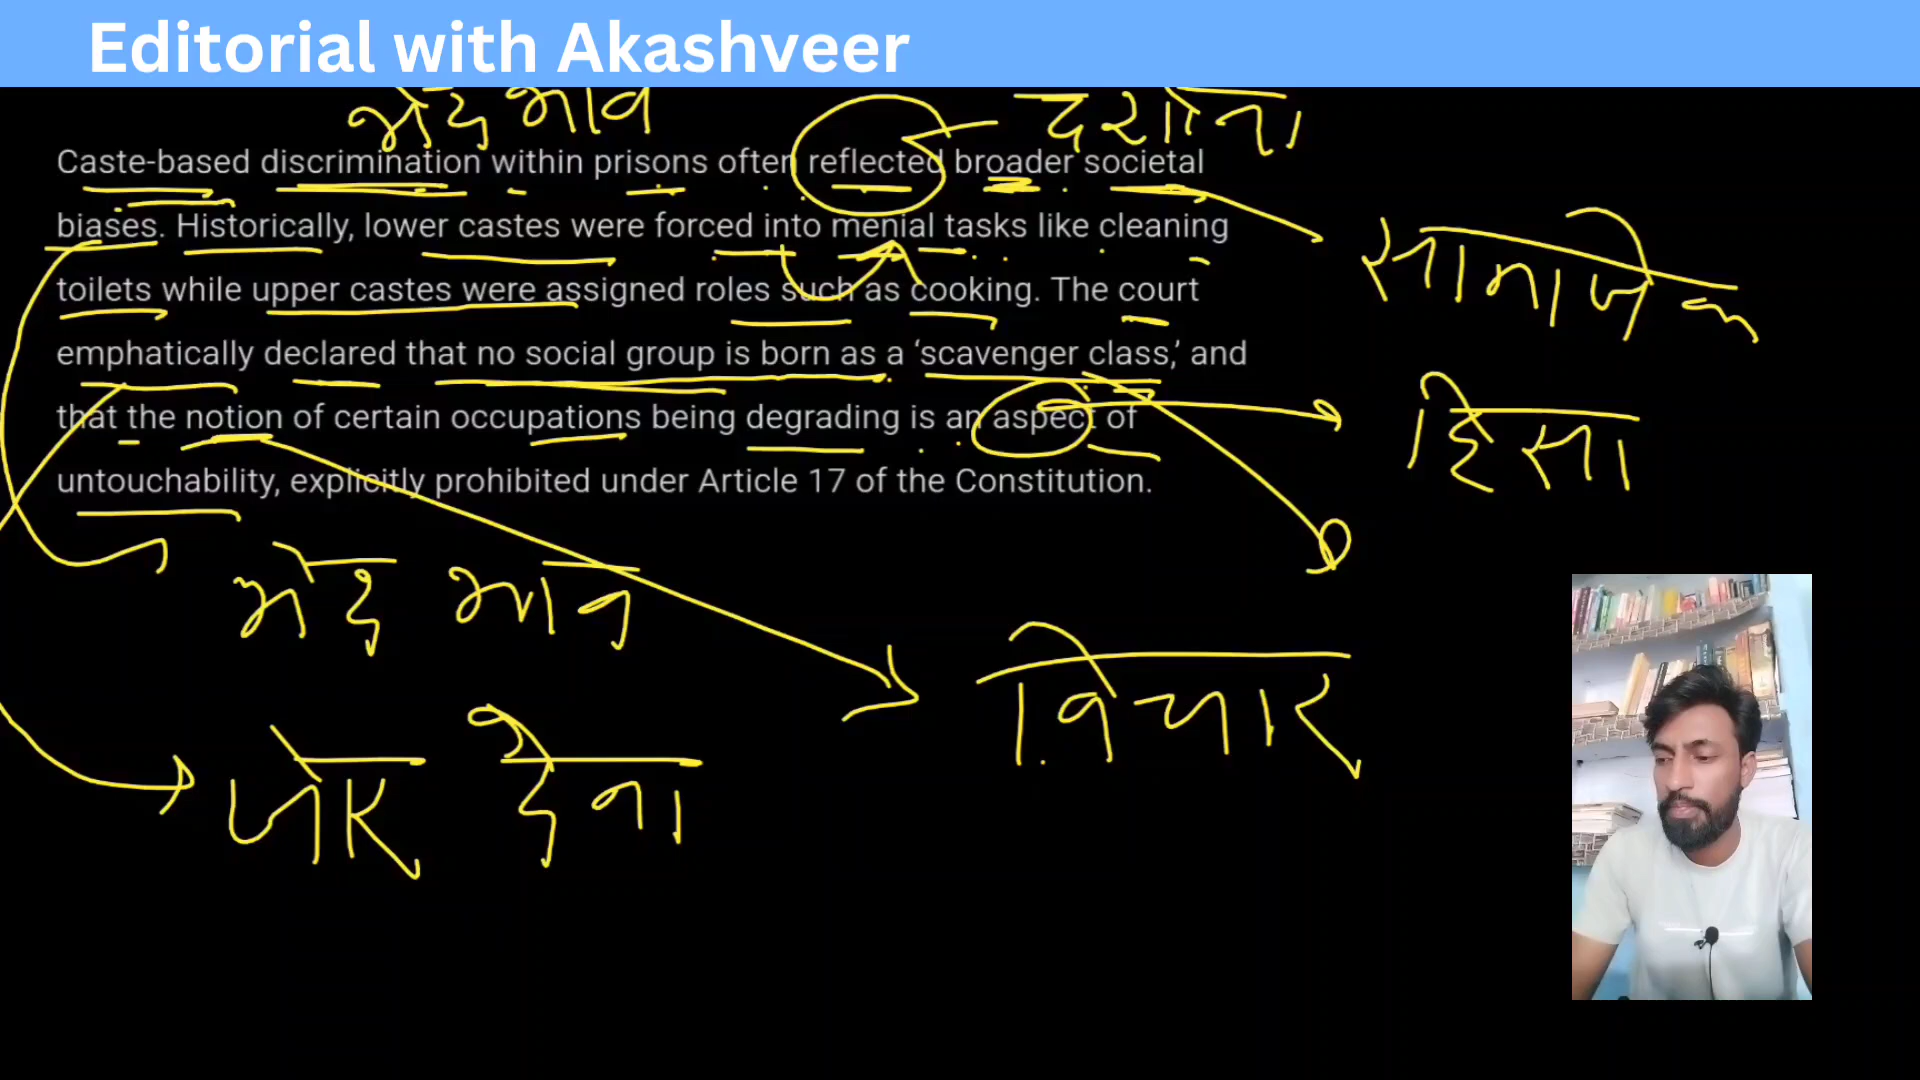 Editorial with Akashveer
भेदभाव दर्शाना
Caste-based discrimination within prisons often reflected broader societal
biases. Historically, lower castes were forced into menial tasks like cleaning
सामाजिक
toilets while upper castes were assigned roles such as cooking. The court
emphatically declared that no social group is born as a ‘scavenger class,’ and
that the notion of certain occupations being degrading is an aspect of
हिसा
untouchability, explicitly prohibited under Article 17 of the Constitution.
भेद भाव
विचार
जोर देना